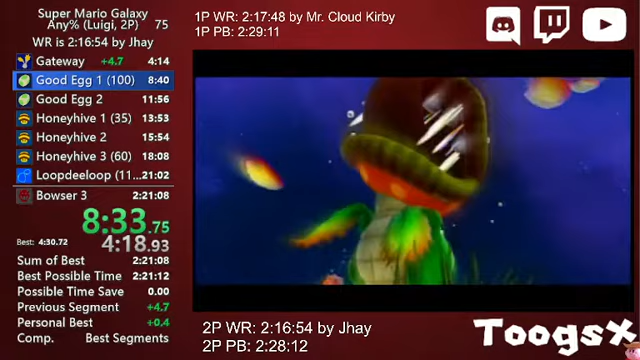 Super Mario Galaxy
Any% (Luigi, 2P) 75
WR is 2:16:54 by Jhay
Gateway +4.7 4:14
Good Egg 1 (100) 8:40
Good Egg 2 11:56
Honeyhive 1 (35) 13:53
Honeyhive 2 15:54
Honeyhive 3 (60) 18:08
Loopdeeloop (11... 21:02
Bowser 3 2:21:08
8:33.75
Best: 4:30.72 4:18.93
Sum of Best 2:21:08
Best Possible Time 2:21:12
Possible Time Save 0.00
Previous Segment +4.7
Personal Best +0.4
Comp. Best Segments
1P WR: 2:17:48 by Mr. Cloud Kirby
1P PB: 2:29:11
2P WR: 2:16:54 by Jhay
2P PB: 2:28:12
ToogsX